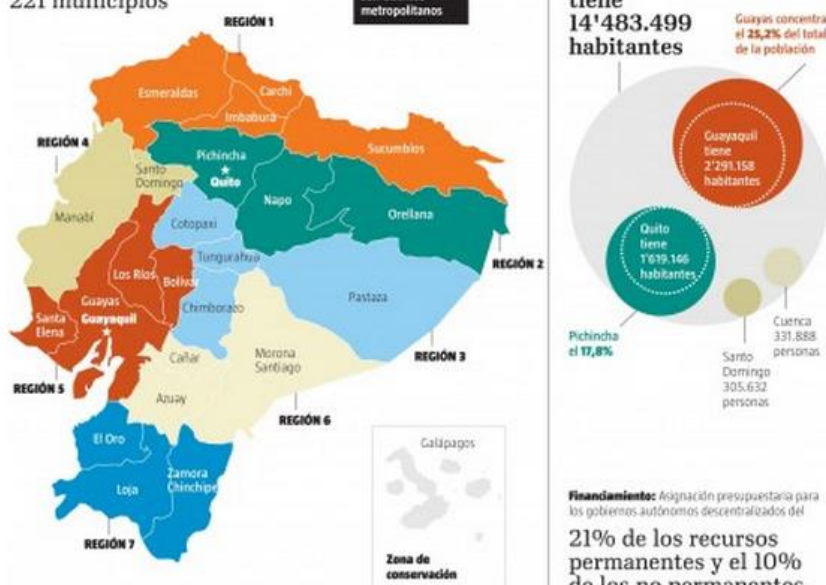 221 municipios
metropolitanos
REGIÓN 1
Esmeraldas
Carchi
Imbabura
Sucumbíos
REGIÓN 4
Pichincha
Quito
Santo
Domingo
Manabí
Napo
Orellana
Cotopaxi
Tungurahua
REGIÓN 2
Los Ríos
Bolívar
Guayas
Guayaquil
Chimborazo
Pastaza
Santa
Elena
REGIÓN 3
Cañar
Morona
Santiago
REGIÓN 5
Azuay
REGIÓN 6
El Oro
Loja
Zamora
Chinchipe
REGIÓN 7
Galápagos
Zona de
conservación
tiene
14'483.499
habitantes
Guayas concentra
el 25,2% del total
de la población
Guayaquil
tiene
2'291.158
habitantes
Quito
tiene
1'619.146
habitantes
Pichincha
el 17,8%
Santo
Domingo
305.632
personas
Cuenca
331.888
personas
Financiamiento: Asignación presupuestaria para
los gobiernos autónomos descentralizados del
21% de los recursos
permanentes y el 10%
de los no permanentes